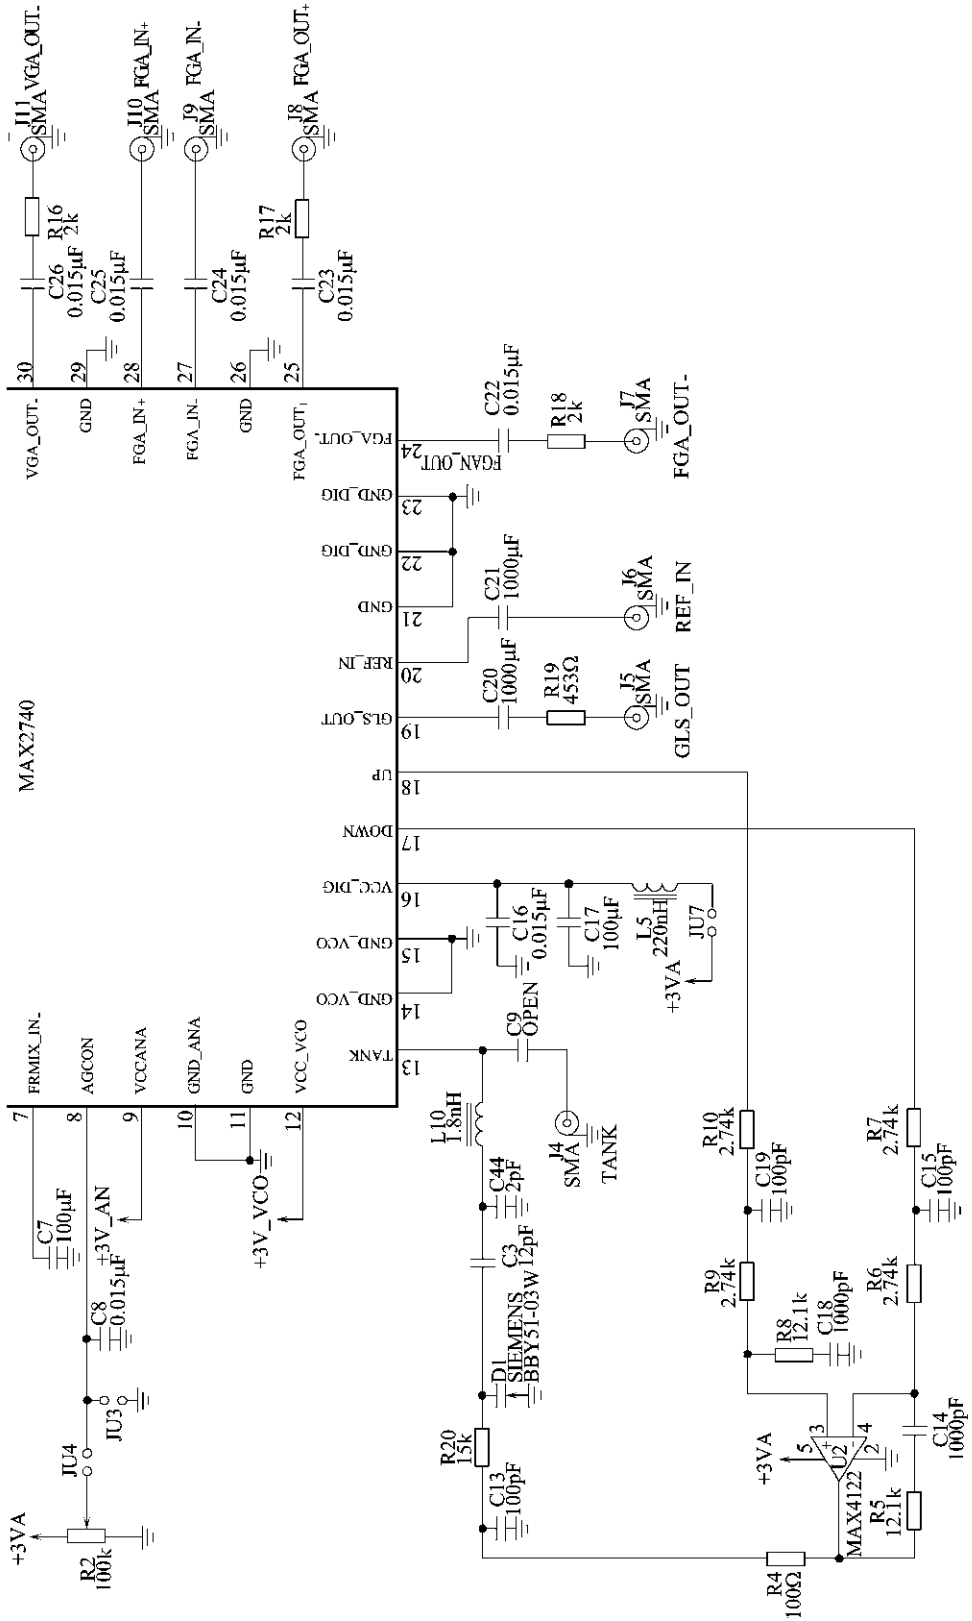 J11
SMA
VGA_OUT-
J10
SMA
FGA_IN+
J9
SMA
FGA_IN-
J8
SMA
FGA_OUT+
R16
2k
R17
2k
C26
0.015µF
C25
0.015µF
C24
0.015µF
C23
0.015µF
30
29
28
27
26
25
VGA_OUT-
GND
FGA_IN+
FGA_IN-
GND
FGA_OUT|
MAX2740
FGA_OUT-
24
FGAN_OUT
GND_DIG
23
GND_DIG
22
GND
21
REF_IN
20
GLS_OUT
19
UP
18
DOWN
17
VCC_DIG
16
GND_VCO
15
GND_VCO
14
TANK
13
C22
0.015µF
R18
2k
J7
SMA
FGA_OUT-
C21
1000µF
J6
SMA
REF_IN
C20
1000µF
R19
453Ω
J5
SMA
GLS_OUT
C16
0.015µF
C17
100µF
L5
220nH
JU7
+3VA
C9
OPEN
J4
SMA
TANK
FRMIX_IN-
AGCON
VCCANA
GND_ANA
GND
VCC_VCO
7
8
9
10
11
12
C7
100µF
+3V_AN
+3V_VCO
C8
0.015µF
JU3
JU4
+3VA
R2
100k
L10
1.8nH
C44
2pF
C3
12pF
D1
SIEMENS
BBY51-03W
R20
15k
C13
100pF
R10
2.74k
C19
100pF
R9
2.74k
R8
12.1k
C18
1000pF
R7
2.74k
C15
100pF
R6
2.74k
+3VA
5
3
+
U2
-
4
2
MAX4122
C14
1000pF
R5
12.1k
R4
100Ω